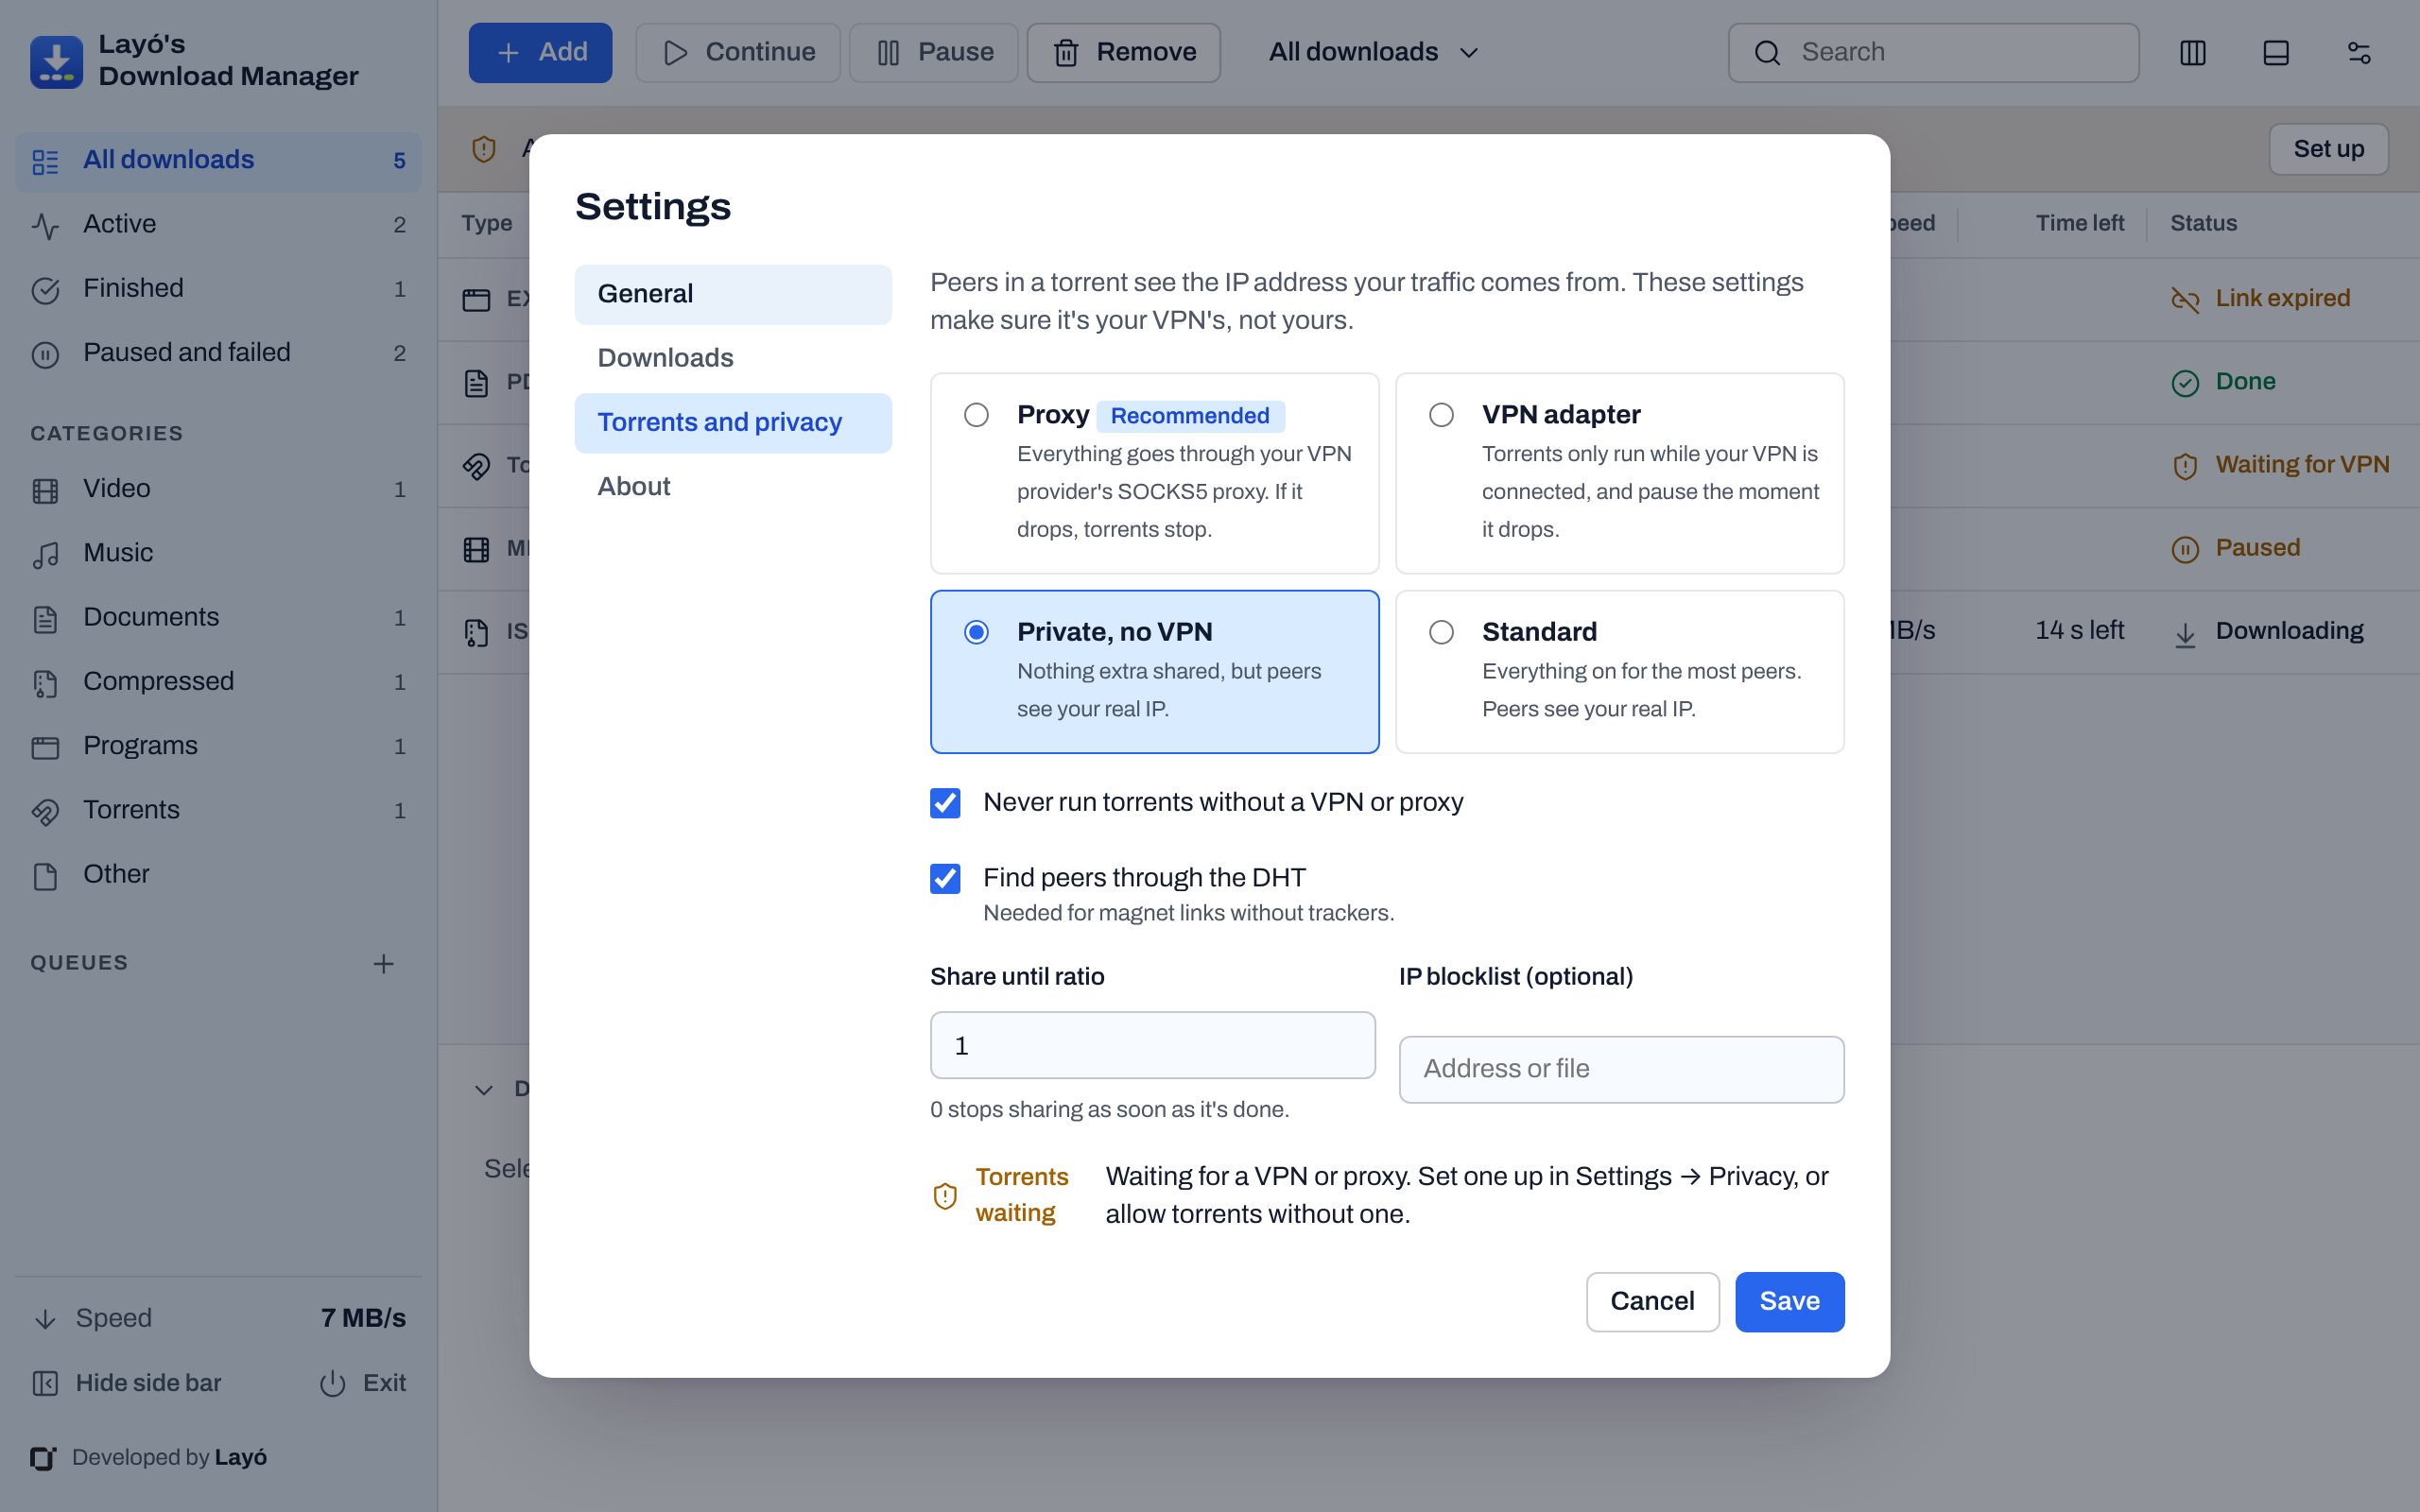 Layó's
Download Manager
Add
Continue
Pause
Remove
All downloads
Search
All downloads 5
Active 2
Finished 1
Paused and failed 2
CATEGORIES
Video 1
Music
Documents 1
Compressed 1
Programs 1
Torrents 1
Other
QUEUES
Speed 7 MB/s
Hide side bar
Exit
Developed by Layó
Set up
Type
Time left
Status
Link expired
Done
Waiting for VPN
Paused
14 s left
Downloading
Settings
General
Downloads
Torrents and privacy
About
Peers in a torrent see the IP address your traffic comes from. These settings
make sure it's your VPN's, not yours.
Proxy Recommended
Everything goes through your VPN
provider's SOCKS5 proxy. If it
drops, torrents stop.
VPN adapter
Torrents only run while your VPN is
connected, and pause the moment
it drops.
Private, no VPN
Nothing extra shared, but peers
see your real IP.
Standard
Everything on for the most peers.
Peers see your real IP.
Never run torrents without a VPN or proxy
Find peers through the DHT
Needed for magnet links without trackers.
Share until ratio
1
0 stops sharing as soon as it's done.
IP blocklist (optional)
Address or file
Torrents
waiting
Waiting for a VPN or proxy. Set one up in Settings → Privacy, or
allow torrents without one.
Cancel
Save